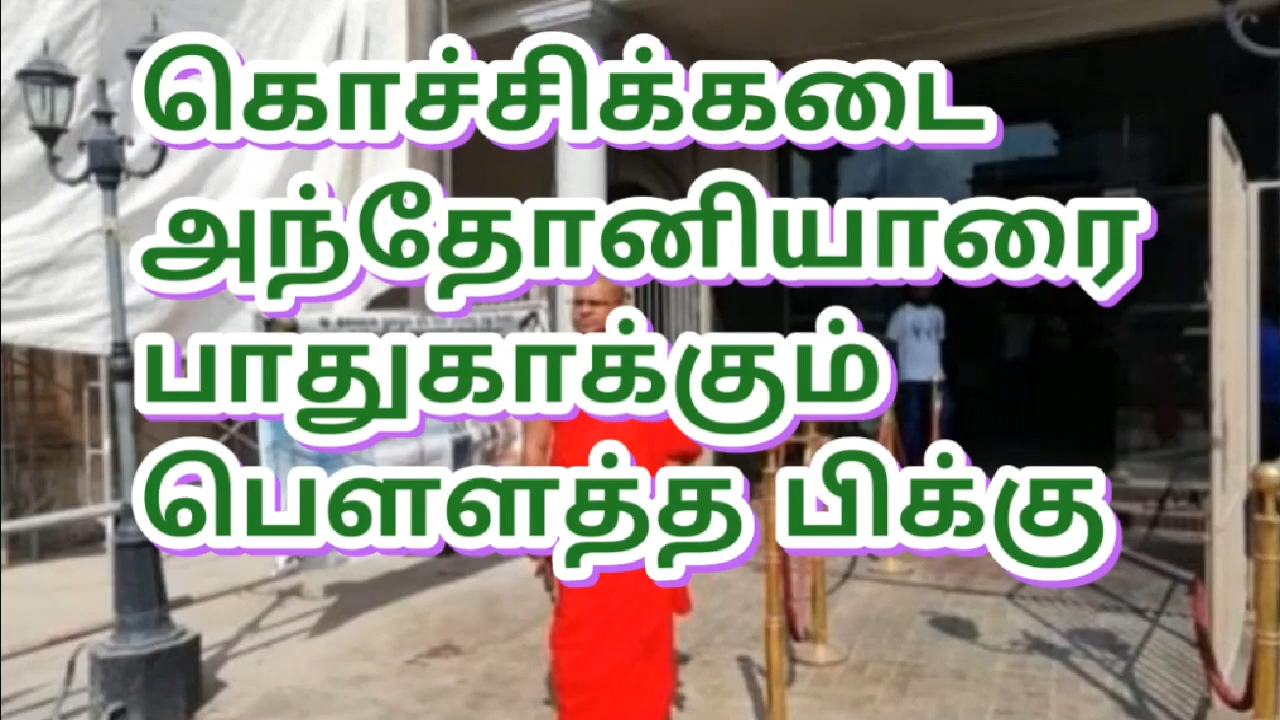 கொச்சிக்கடை
அந்தோனியாரை
பாதுகாக்கும்
பௌத்த பிக்கு